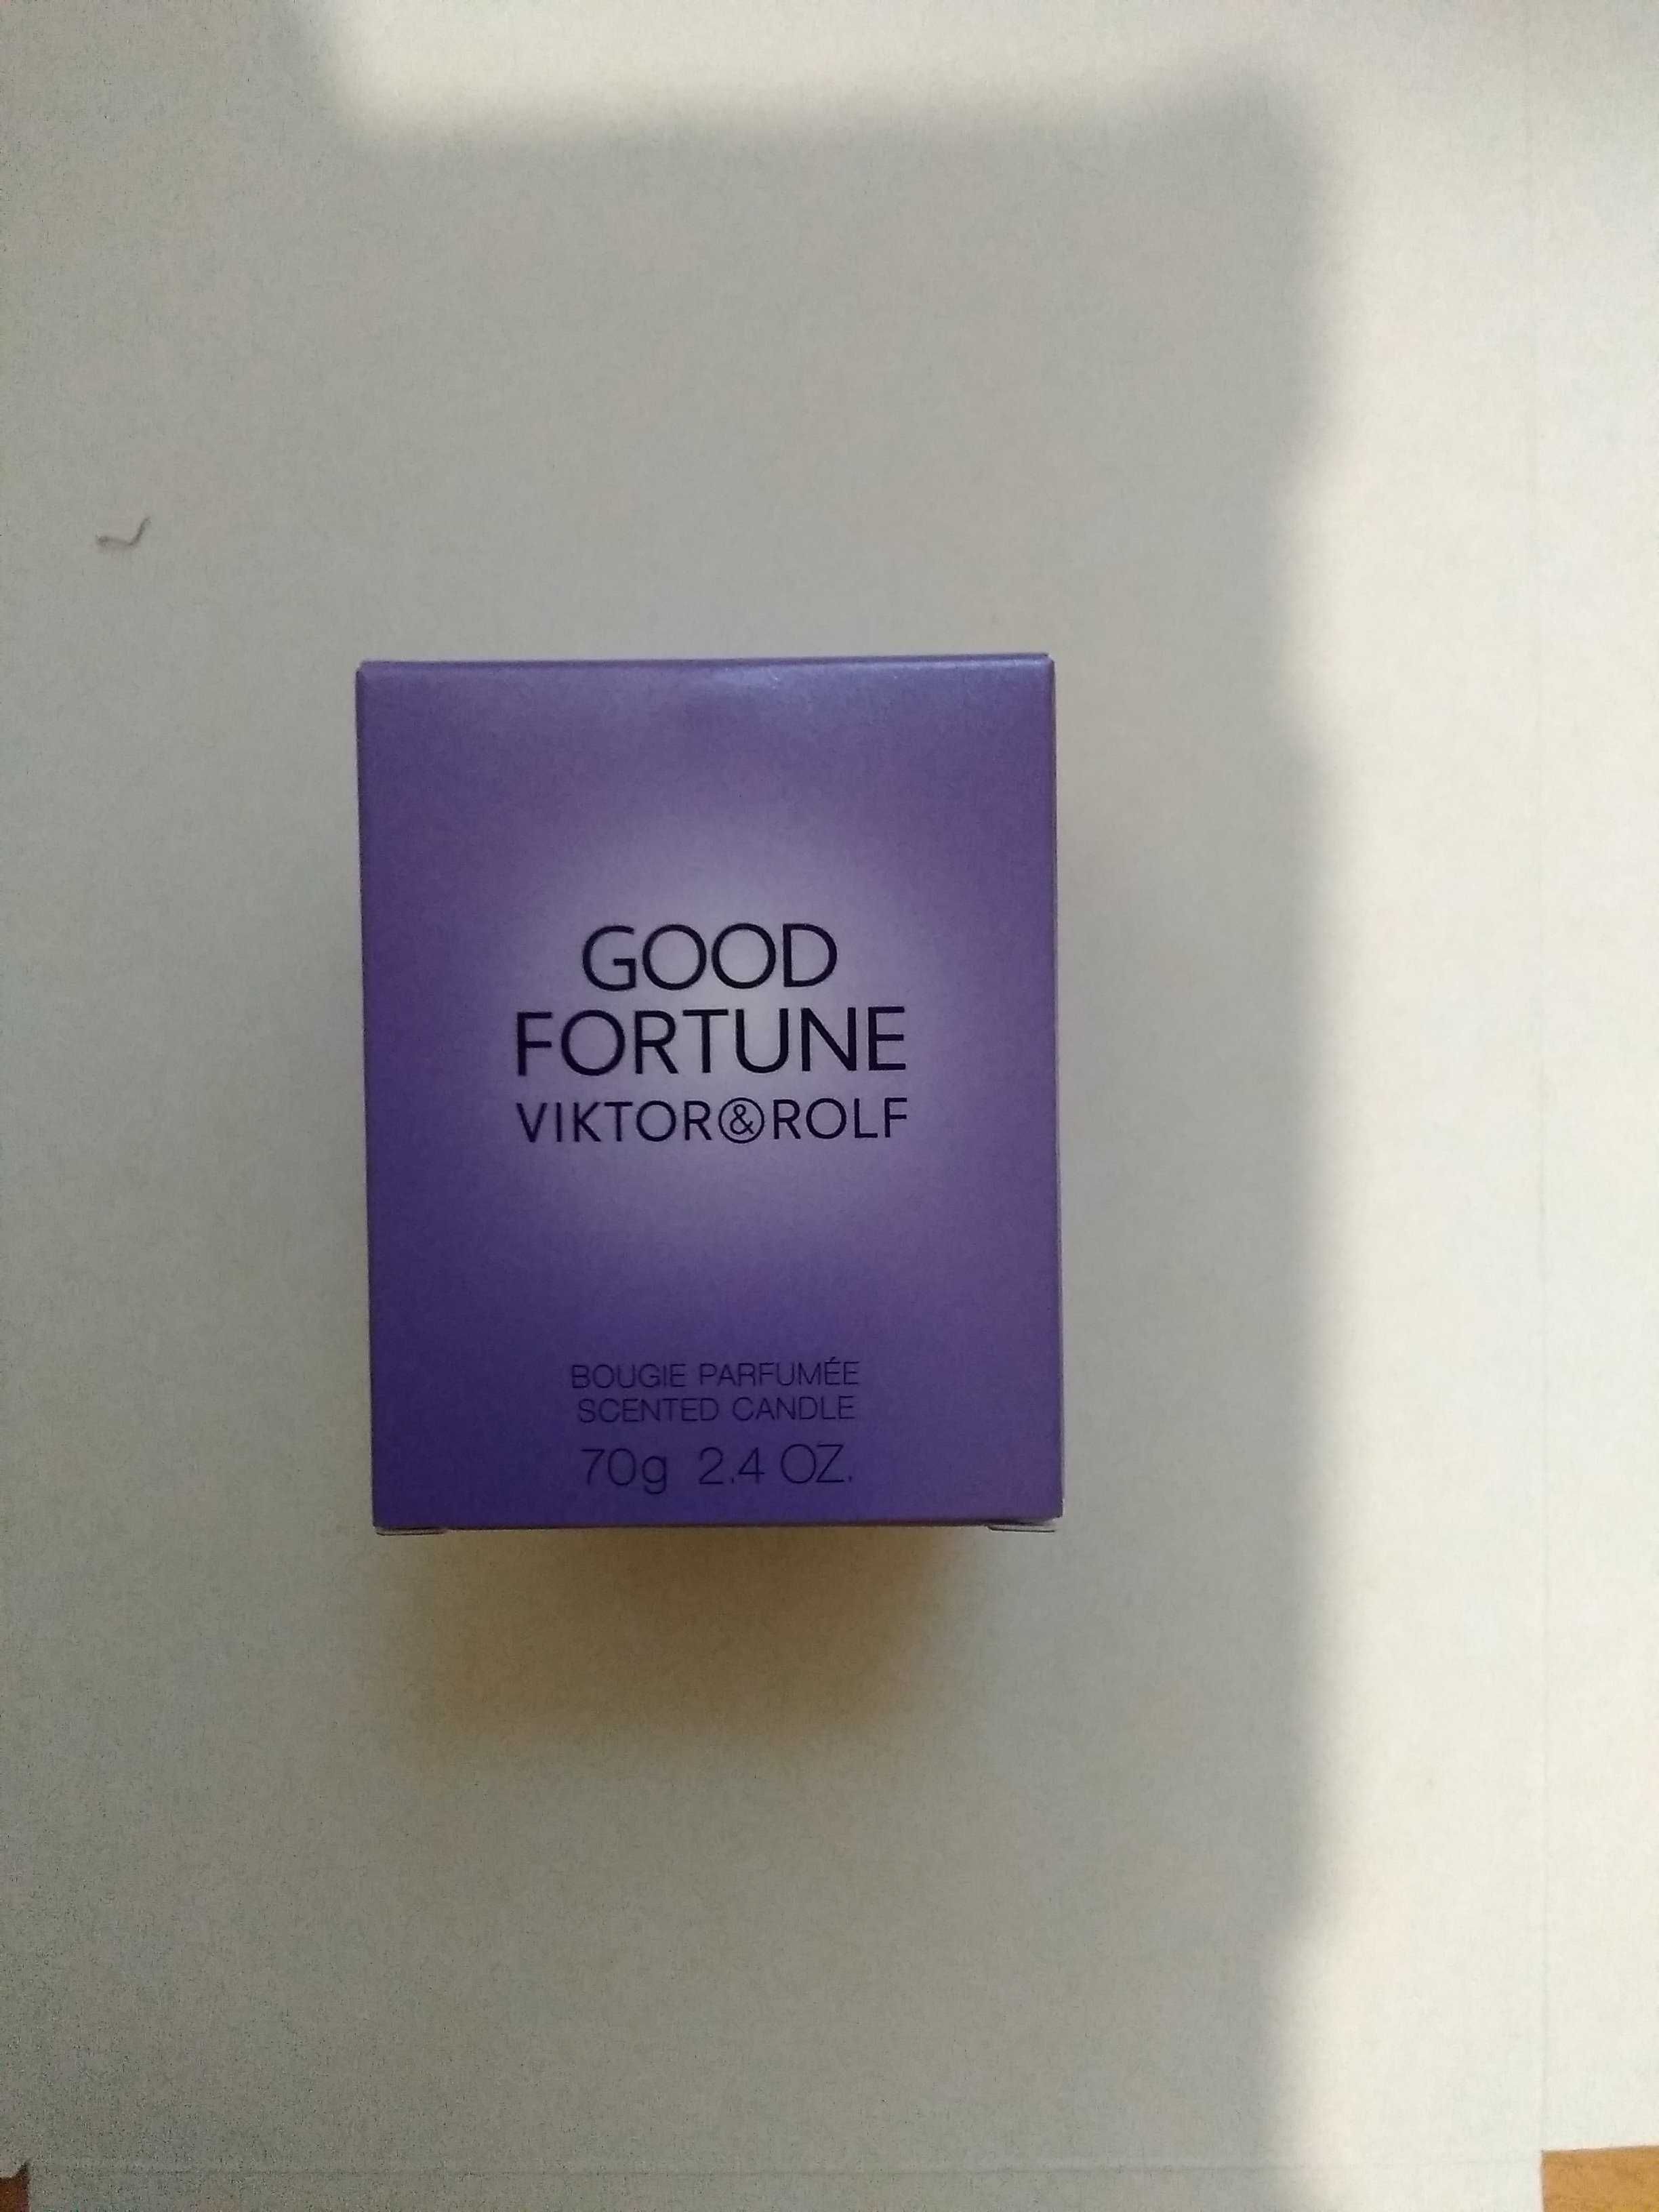 GOOD
FORTUNE
VIKTOR&ROLF
BOUGIE PARFUMÉE
SCENTED CANDLE
70g 2.4 OZ.